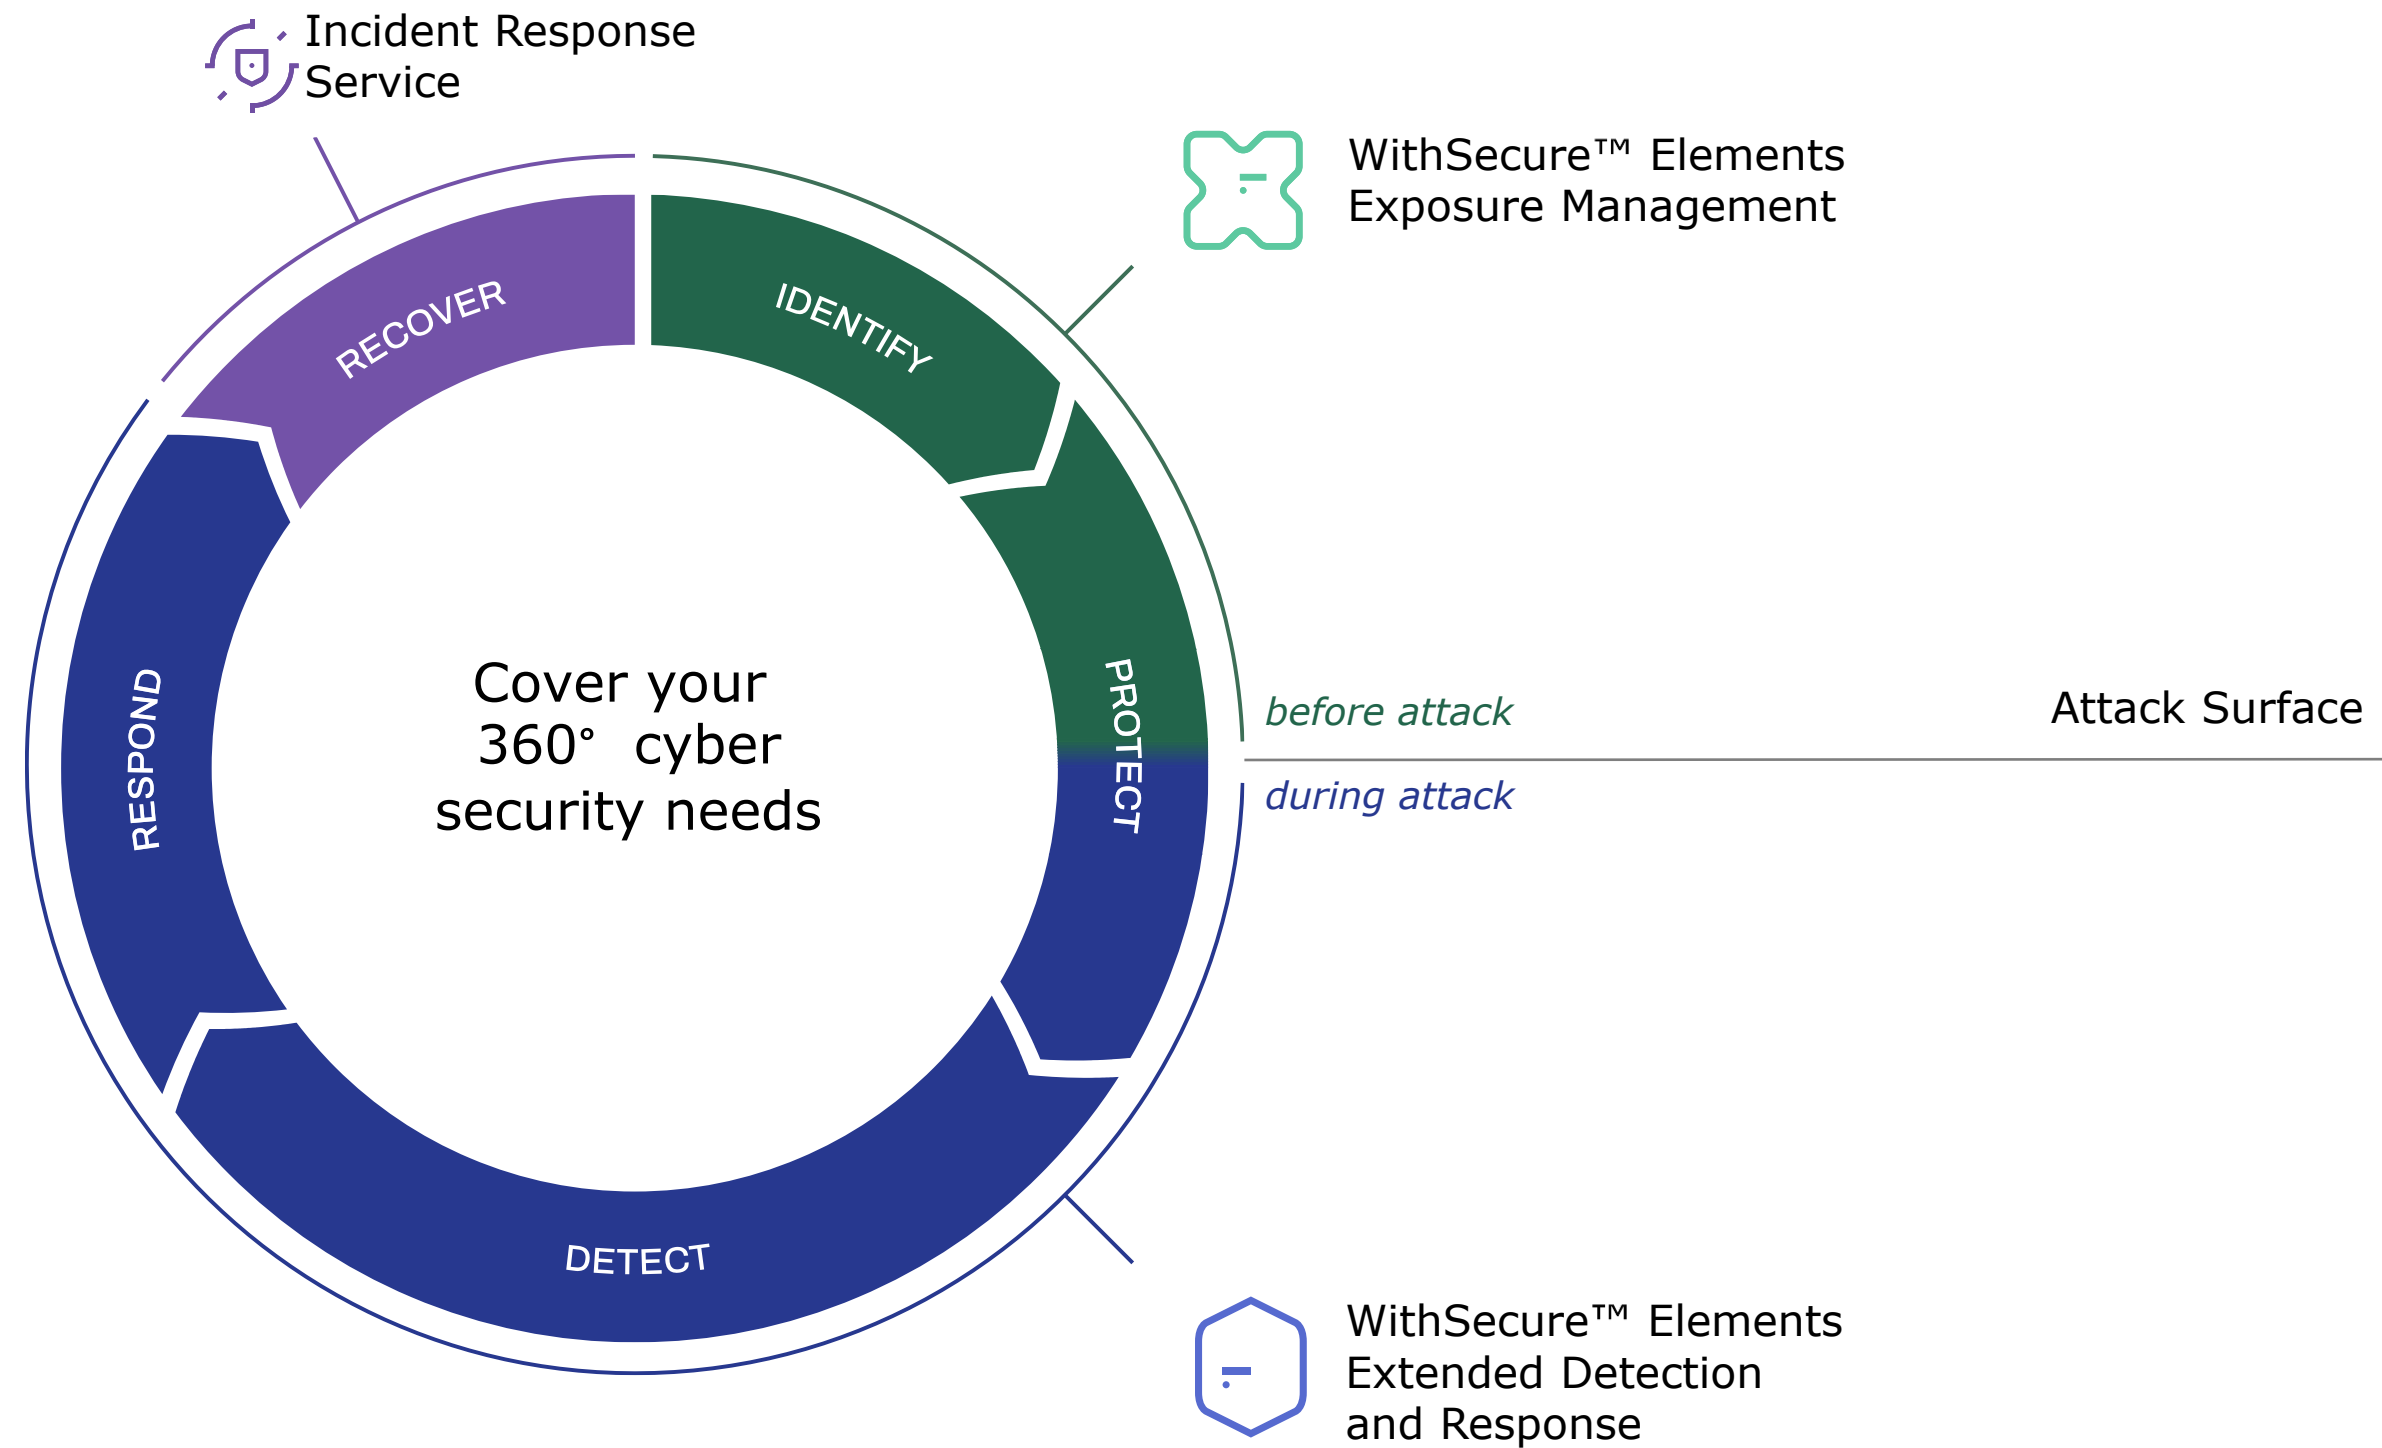 Incident Response
Service
WithSecure™ Elements
Exposure Management
RECOVER
IDENTIFY
PROTECT
RESPOND
DETECT
Cover your
360° cyber
security needs
before attack
Attack Surface
during attack
WithSecure™ Elements
Extended Detection
and Response